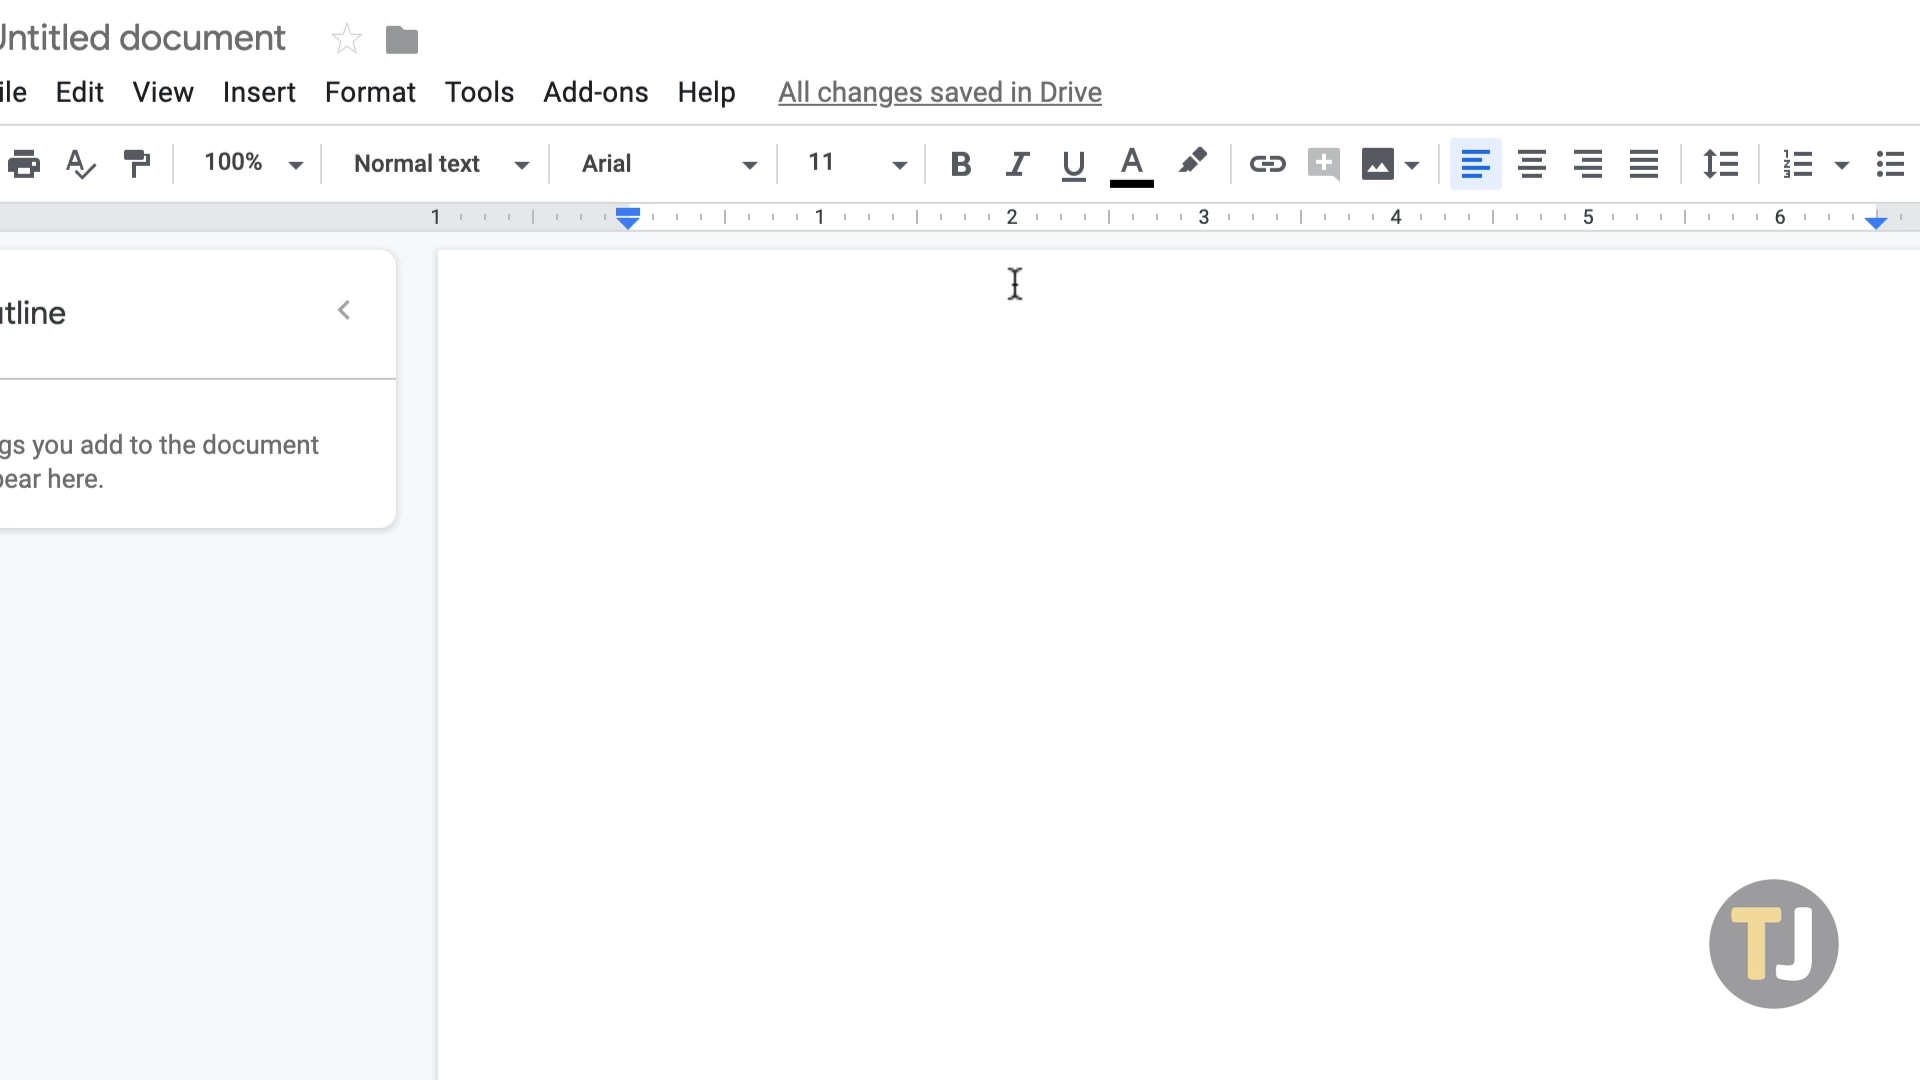 Untitled document
ile Edit View Insert Format Tools Add-ons Help All changes saved in Drive
100% Normal text Arial 11 B I U A
1 1 2 3 4 5 6
utline
gs you add to the document
pear here.
TJ